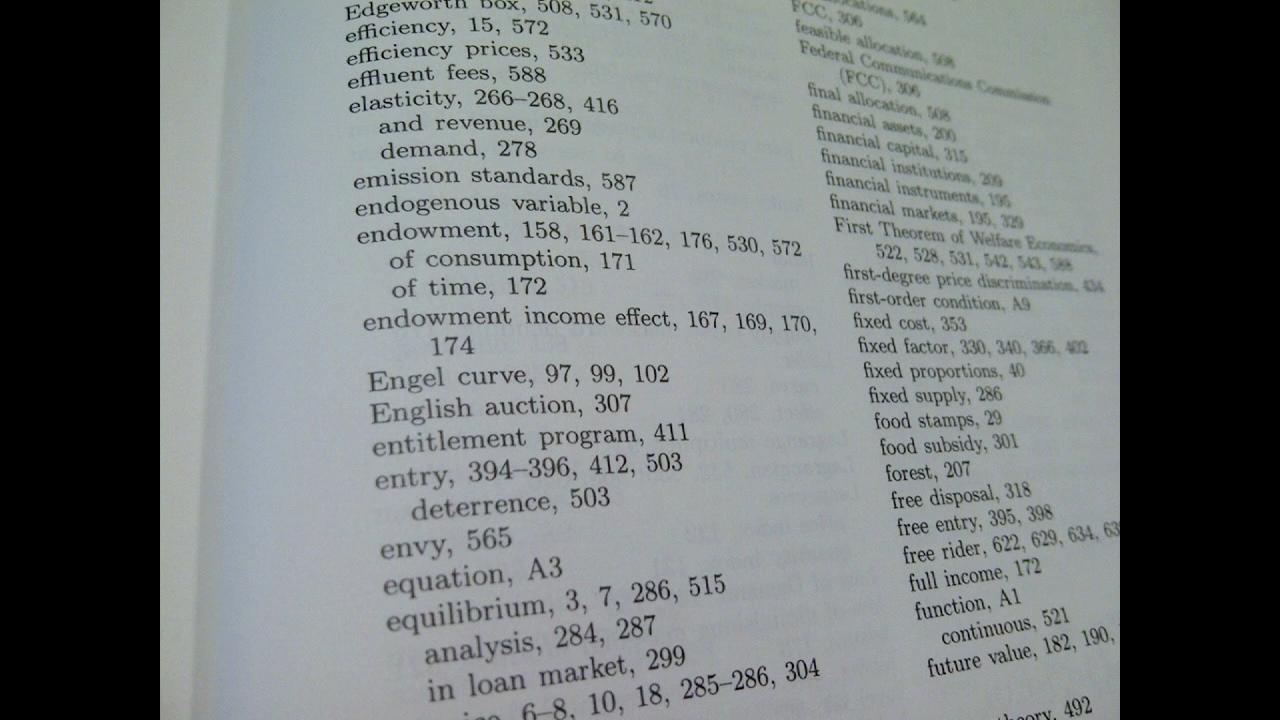 Edgeworth box, 508, 531, 570
efficiency, 15, 572
efficiency prices, 533
effluent fees, 588
elasticity, 266–268, 416
and revenue, 269
demand, 278
emission standards, 587
endogenous variable, 2
endowment, 158, 161–162, 176, 530, 572
of consumption, 171
of time, 172
endowment income effect, 167, 169, 170,
174
Engel curve, 97, 99, 102
English auction, 307
entitlement program, 411
entry, 394–396, 412, 503
deterrence, 503
envy, 565
equation, A3
equilibrium, 3, 7, 286, 515
analysis, 284, 287
in loan market, 299
6–8, 10, 18, 285–286, 304
FCC, 306
feasible allocation, 508
Federal Communications Commission
(FCC), 306
final allocation, 508
financial assets, 200
financial capital, 315
financial institutions, 209
financial instruments, 195
financial markets, 195, 329
First Theorem of Welfare Economics,
522, 528, 531, 542, 543, 588
first-degree price discrimination, 434
first-order condition, A9
fixed cost, 353
fixed factor, 330, 340, 366, 402
fixed proportions, 40
fixed supply, 286
food stamps, 29
food subsidy, 301
forest, 207
free disposal, 318
free entry, 395, 398
free rider, 622, 629, 634,
full income, 172
function, A1
continuous, 521
future value, 182, 190,
492